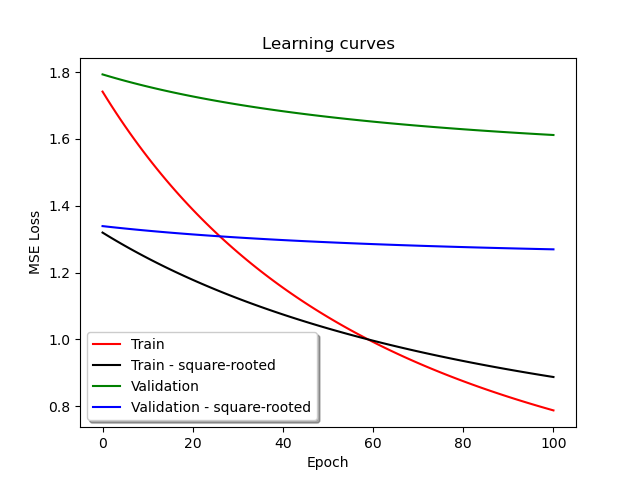 Learning curves
MSE Loss
1.8
1.6
1.4
1.2
1.0
0.8
Train
Train - square-rooted
Validation
Validation - square-rooted
0 20 40 60 80 100
Epoch